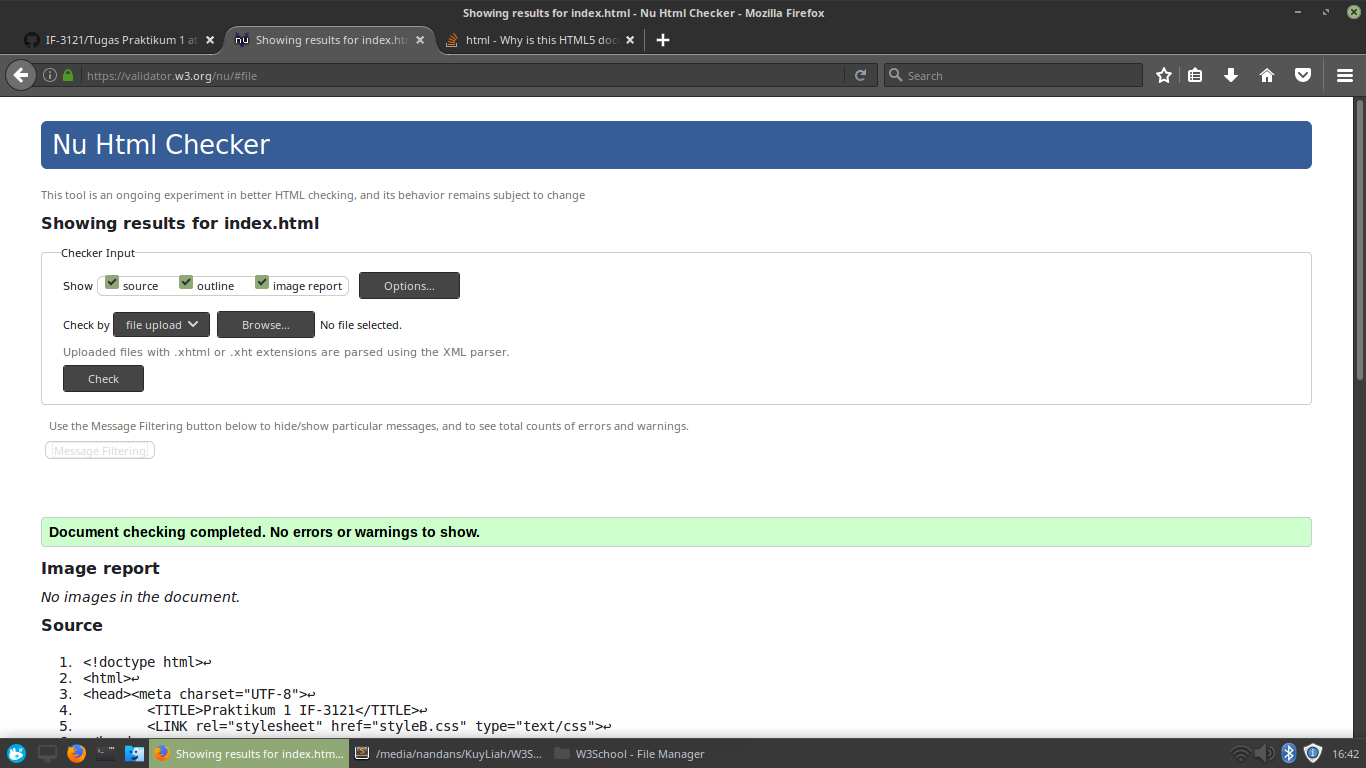 Showing results for index.html - Nu Html Checker - Mozilla Firefox
IF-3121/Tugas Praktikum 1 at
nu Showing results for index.htm
html - Why is this HTML5 doc
https://validator.w3.org/nu/#file
Search
Nu Html Checker
This tool is an ongoing experiment in better HTML checking, and its behavior remains subject to change
Showing results for index.html
Checker Input
Show source outline image report Options...
Check by file upload Browse... No file selected.
Uploaded files with .xhtml or .xht extensions are parsed using the XML parser.
Check
Use the Message Filtering button below to hide/show particular messages, and to see total counts of errors and warnings.
Message Filtering
Document checking completed. No errors or warnings to show.
Image report
No images in the document.
Source
1. <!doctype html>↩
2. <html>↩
3. <head><meta charset="UTF-8">↩
4. <TITLE>Praktikum 1 IF-3121</TITLE>↩
5. <LINK rel="stylesheet" href="styleB.css" type="text/css">↩
Showing results for index.htm...
/media/nandans/KuyLiah/W3S...
W3School - File Manager
16:42